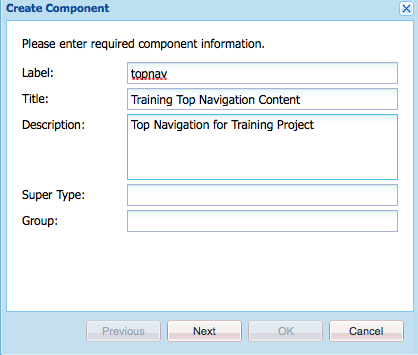 Create Component
Please enter required component information.
Label: topnav
Title: Training Top Navigation Content
Description: Top Navigation for Training Project
Super Type:
Group:
Previous Next OK Cancel